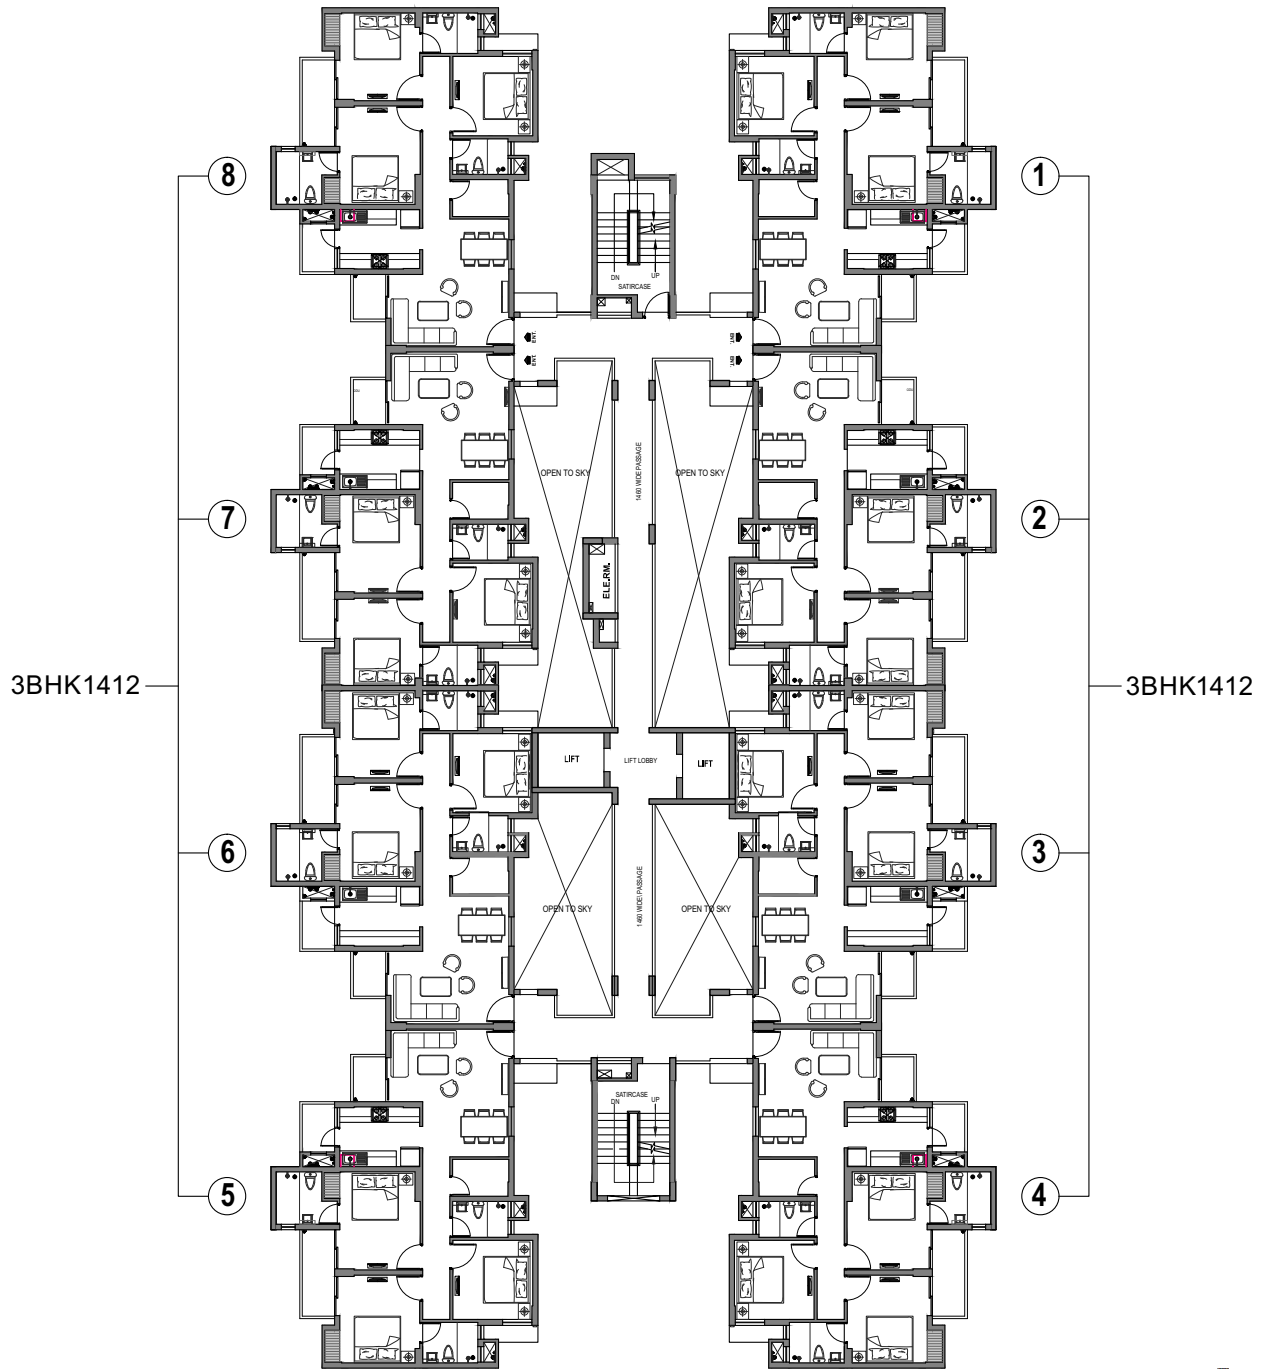 8
1
DN
UP
SATIRCASE
ENT.
ENT.
ENT.
ENT.
OPEN TO SKY
1460 WIDE PASSAGE
OPEN TO SKY
7
2
ELE.RM.
3BHK1412
3BHK1412
LIFT
LIFT LOBBY
LIFT
6
3
OPEN TO SKY
1460 WIDE\PASSAGE
OPEN TO SKY
SATIRCASE
DN
UP
5
4